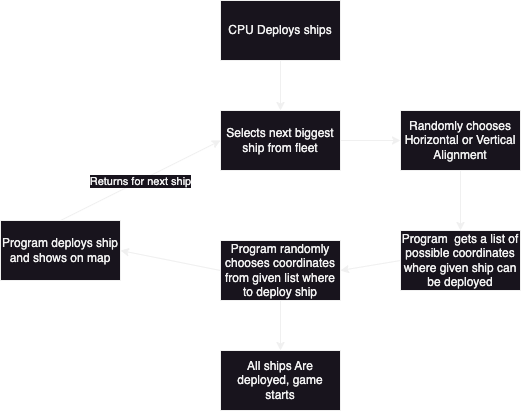 CPU Deploys ships
Selects next biggest
ship from fleet
Randomly chooses
Horizontal or Vertical
Alignment
Returns for next ship
Program deploys ship
and shows on map
Program randomly
chooses coordinates
from given list where
to deploy ship
Program gets a list of
possible coordinates
where given ship can
be deployed
All ships Are
deployed, game
starts